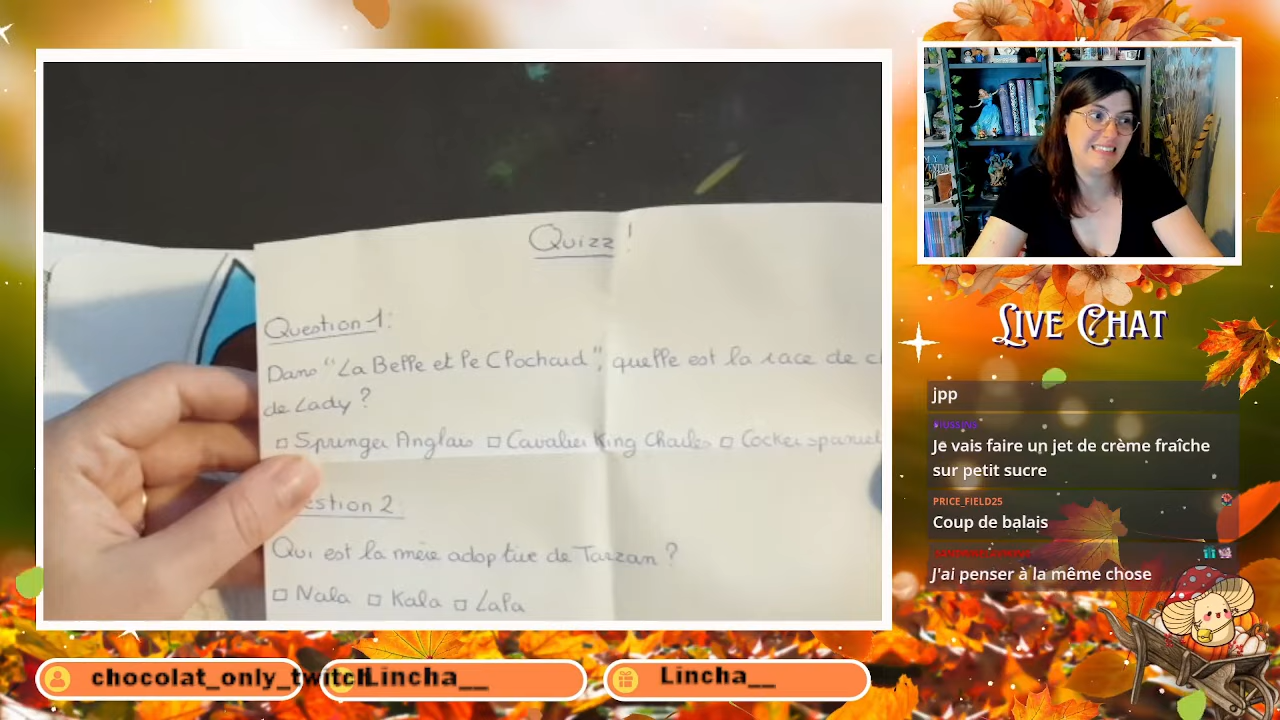 Quizz !
Question 1:
Dans "La Belle et le Clochard", quelle est la race de c
de Lady ?
□ Springer Anglais □ Cavalier King Charles □ Cocker spaniel
estion 2:
Qui est la mère adoptive de Tarzan ?
□ Nala □ Kala □ Lala
LIVE CHAT
jpp
Je vais faire un jet de crème fraîche
sur petit sucre
PRICE_FIELD25
Coup de balais
J'ai penser à la même chose
chocolat_only_twitch
Lincha__
Lincha__